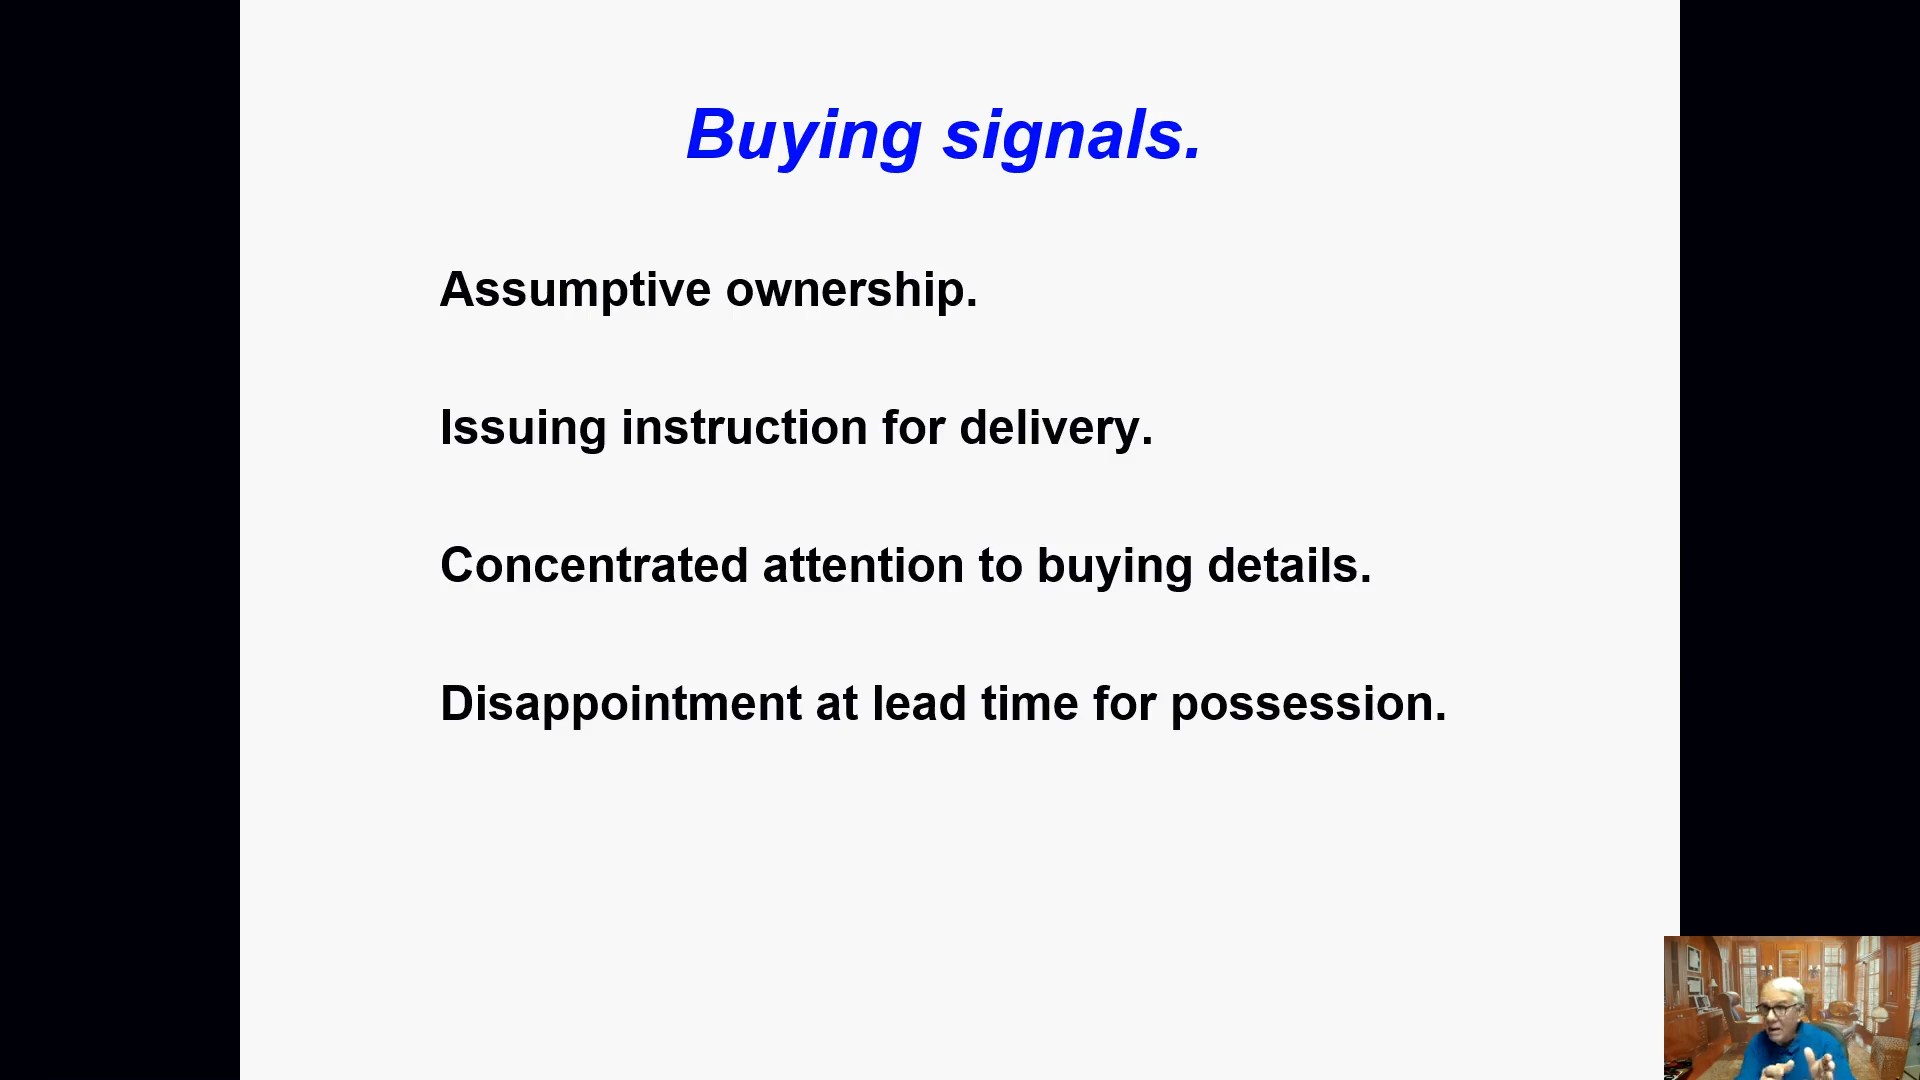 Buying signals.
Assumptive ownership.
Issuing instruction for delivery.
Concentrated attention to buying details.
Disappointment at lead time for possession.